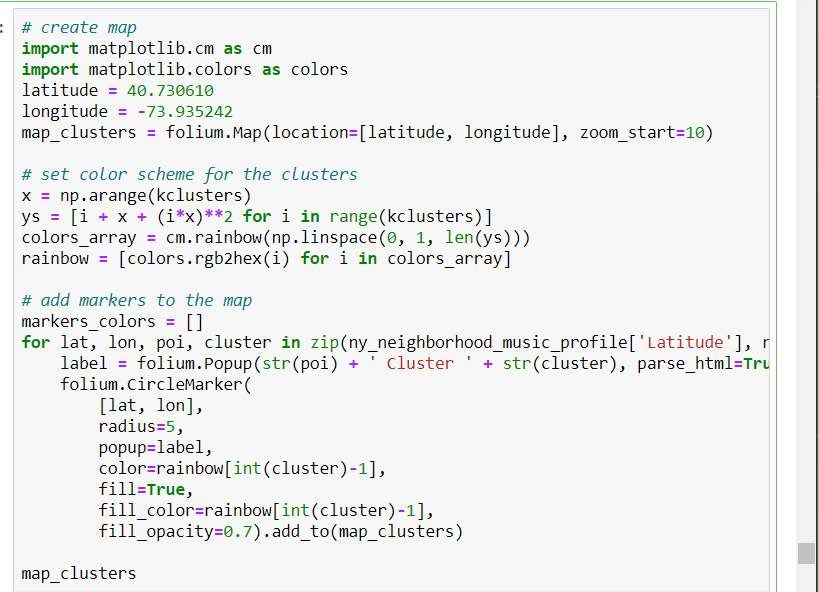 :
# create map
import matplotlib.cm as cm
import matplotlib.colors as colors
latitude = 40.730610
longitude = -73.935242
map_clusters = folium.Map(location=[latitude, longitude], zoom_start=10)
# set color scheme for the clusters
x = np.arange(kclusters)
ys = [i + x + (i*x)**2 for i in range(kclusters)]
colors_array = cm.rainbow(np.linspace(0, 1, len(ys)))
rainbow = [colors.rgb2hex(i) for i in colors_array]
# add markers to the map
markers_colors = []
for lat, lon, poi, cluster in zip(ny_neighborhood_music_profile['Latitude'],
    label = folium.Popup(str(poi) + ' Cluster ' + str(cluster), parse_html=Tru
    folium.CircleMarker(
        [lat, lon],
        radius=5,
        popup=label,
        color=rainbow[int(cluster)-1],
        fill=True,
        fill_color=rainbow[int(cluster)-1],
        fill_opacity=0.7).add_to(map_clusters)
map_clusters